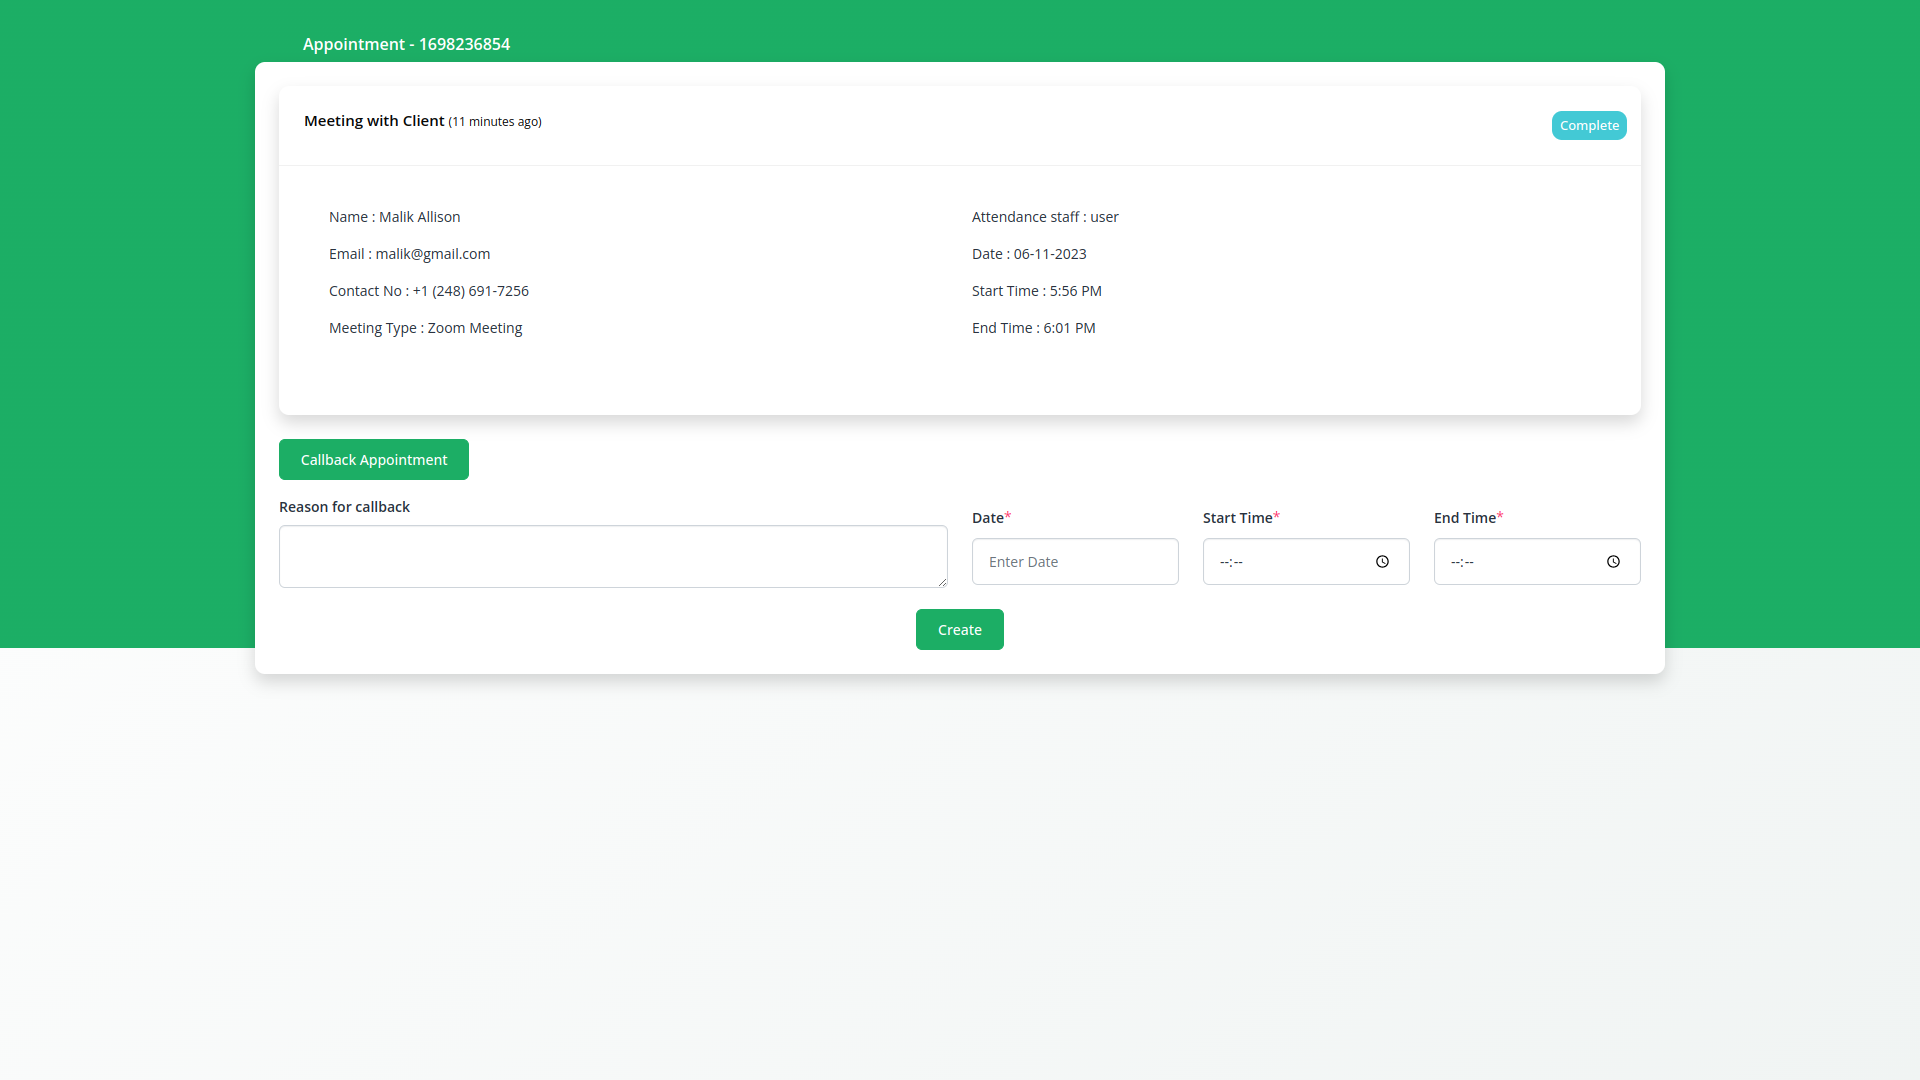 Appointment - 1698236854
Meeting with Client (11 minutes ago)
Complete
Name : Malik Allison
Attendance staff : user
Email : malik@gmail.com
Date : 06-11-2023
Contact No : +1 (248) 691-7256
Start Time : 5:56 PM
Meeting Type : Zoom Meeting
End Time : 6:01 PM
Callback Appointment
Reason for callback
Date*
Start Time*
End Time*
Enter Date
--:--
--:--
Create